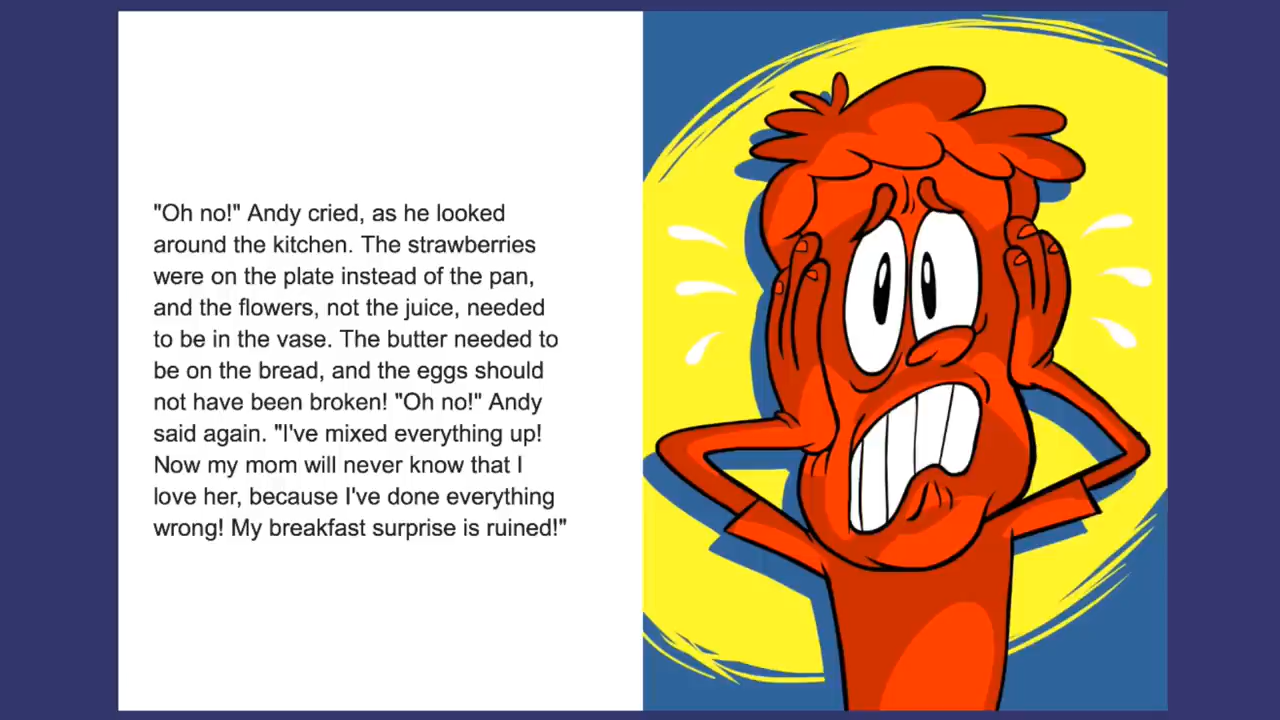 "Oh no!" Andy cried, as he looked
around the kitchen. The strawberries
were on the plate instead of the pan,
and the flowers, not the juice, needed
to be in the vase. The butter needed to
be on the bread, and the eggs should
not have been broken! "Oh no!" Andy
said again. "I've mixed everything up!
Now my mom will never know that I
love her, because I've done everything
wrong! My breakfast surprise is ruined!"